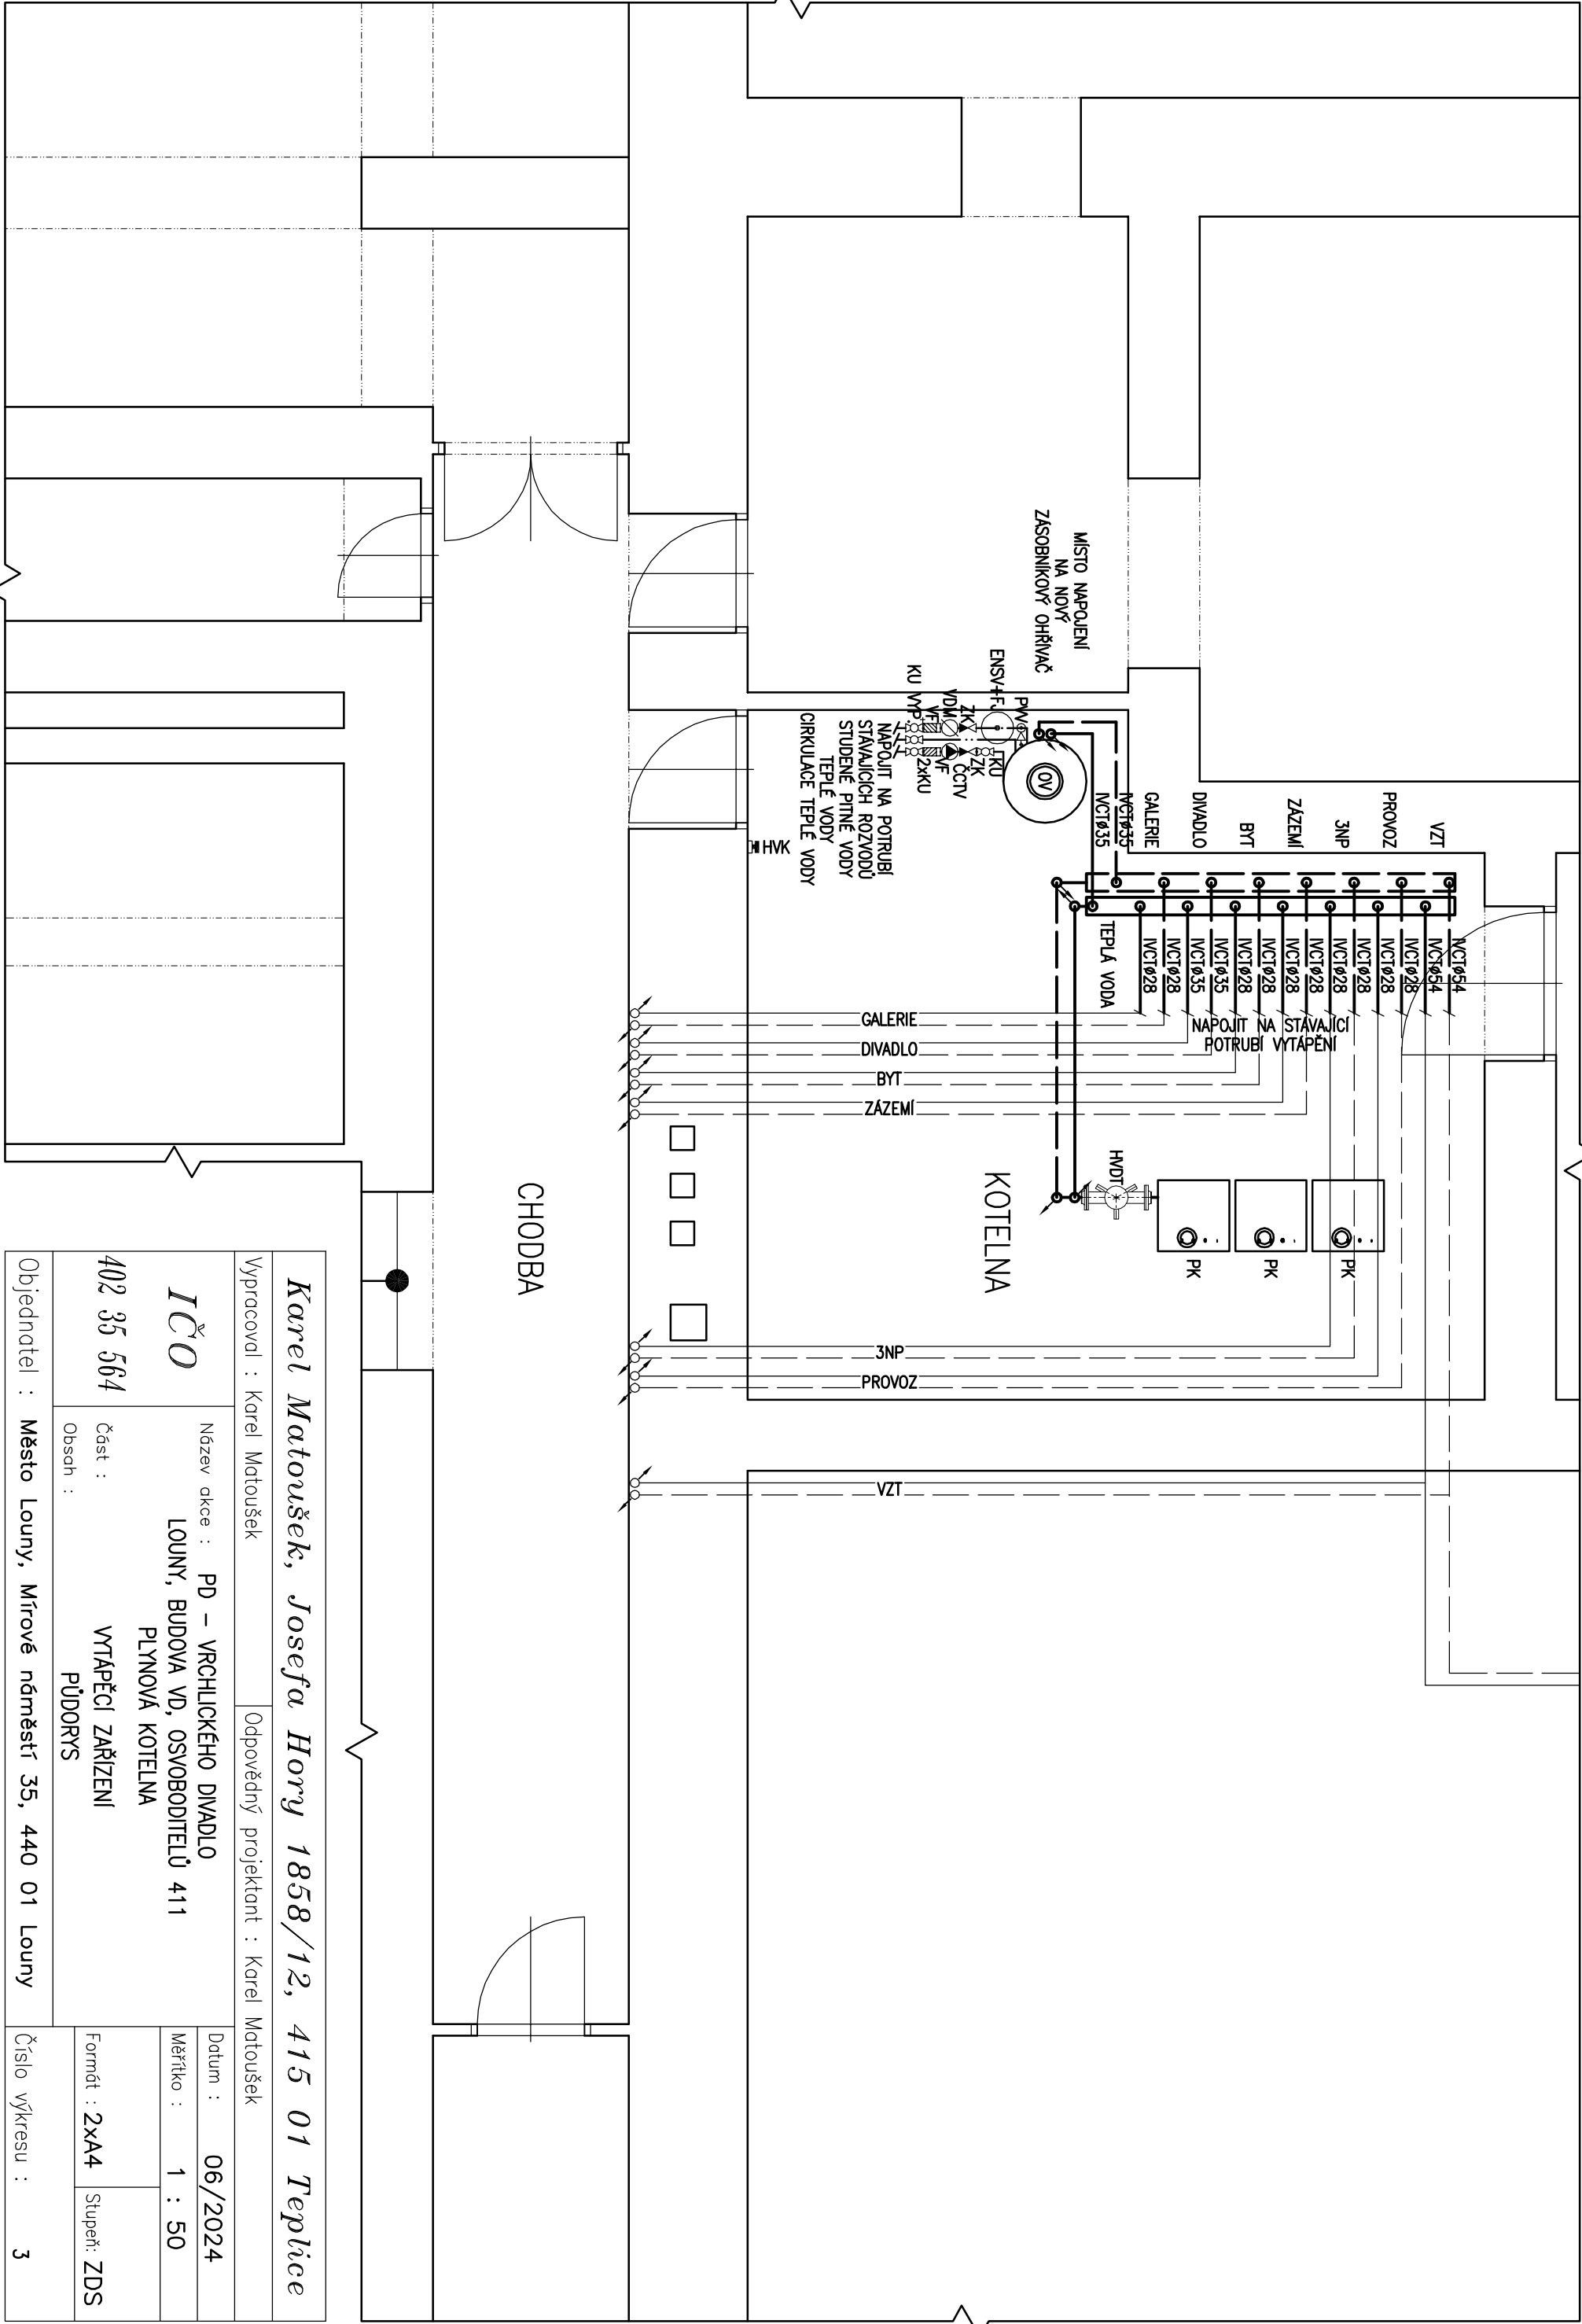 VZT
PROVOZ
3NP
ZÁZEMÍ
BYT
DIVADLO
GALERIE
IVCTø35
IVCTø35
IVCTø54
IVCTø54
IVCTø28
IVCTø28
IVCTø28
IVCTø28
IVCTø28
IVCTø28
IVCTø28
IVCTø28
IVCTø35
IVCTø35
IVCTø28
IVCTø28
TEPLÁ VODA
NAPOJIT NA STÁVAJÍCÍ
POTRUBÍ VYTÁPĚNÍ
MÍSTO NAPOJENÍ
NA NOVÝ
ZÁSOBNÍKOVÝ OHŘÍVAČ
OV
PVV
ENSV+FJ
ZK
VDM
VF
KU VYP.
KU
ZK
ČCTV
VF
2xKU
NAPOJIT NA POTRUBÍ
STÁVAJÍCÍCH ROZVODŮ
STUDENÉ PITNÉ VODY
TEPLÉ VODY
CIRKULACE TEPLÉ VODY
HVK
PK
PK
PK
HVDT
KOTELNA
GALERIE
DIVADLO
BYT
ZÁZEMÍ
3NP
PROVOZ
VZT
CHODBA
Karel Matoušek, Josefa Hory 1858/12, 415 01 Teplice
Vypracoval : Karel Matoušek
Odpovědný projektant : Karel Matoušek
IČO
402 35 564
Název akce : PD – VRCHLICKÉHO DIVADLO
LOUNY, BUDOVA VD, OSVOBODITELŮ 411
PLYNOVÁ KOTELNA
Část : VYTÁPĚCÍ ZAŘÍZENÍ
Obsah : PŮDORYS
Datum : 06/2024
Měřítko : 1 : 50
Formát : 2xA4
Stupeň: ZDS
Objednatel : Město Louny, Mírové náměstí 35, 440 01 Louny
Číslo výkresu : 3